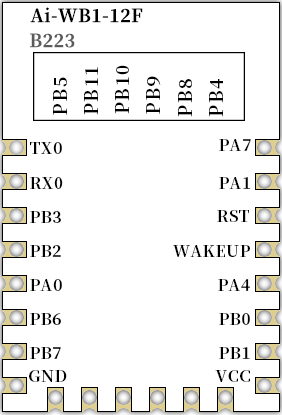 Ai-WB1-12F
B223
PB5 PB11 PB10 PB9 PB8 PB4
TX0 PA7
RX0 PA1
PB3 RST
PB2 WAKEUP
PA0 PA4
PB6 PB0
PB7 PB1
GND VCC